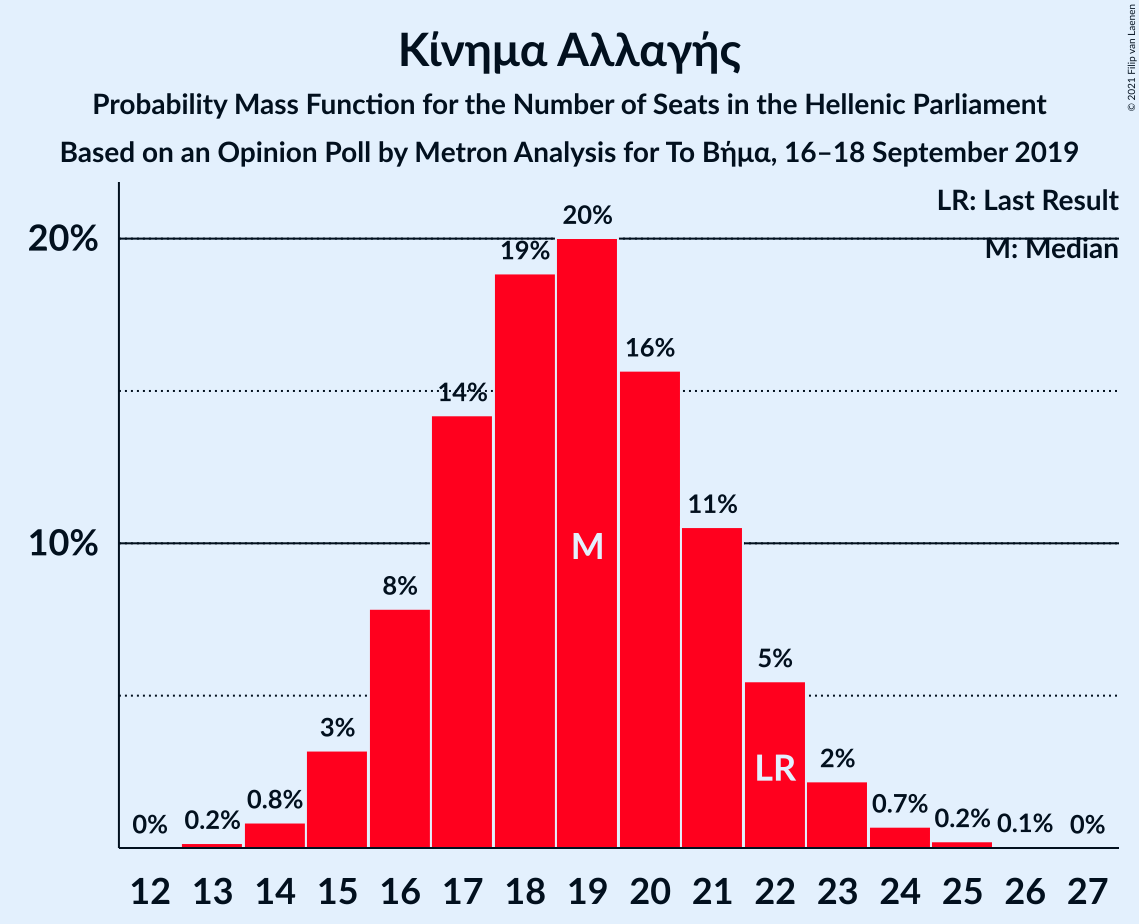 Κίνημα Αλλαγής
Probability Mass Function for the Number of Seats in the Hellenic Parliament
Based on an Opinion Poll by Metron Analysis for Το Βήμα, 16–18 September 2019
© 2021 Filip van Laenen
LR: Last Result
M: Median
20%
10%
0%
0.2%
0.8%
3%
8%
14%
19%
20%
16%
11%
5%
2%
0.7%
0.2%
0.1%
0%
M
LR
12 13 14 15 16 17 18 19 20 21 22 23 24 25 26 27